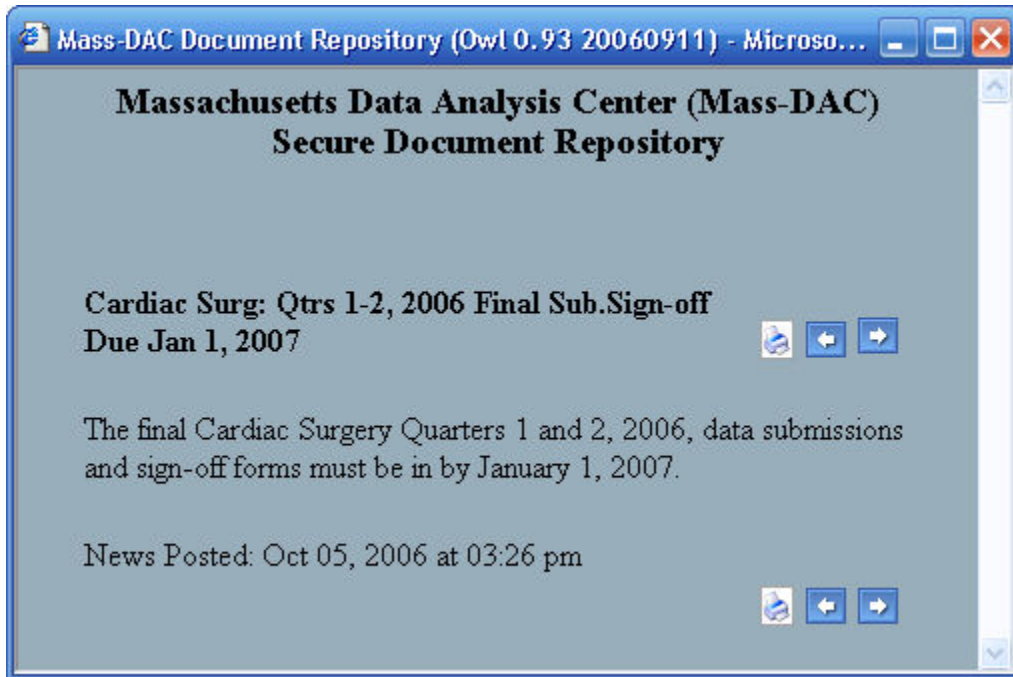 Mass-DAC Document Repository (Owl 0.93 20060911) - Microso...
Massachusetts Data Analysis Center (Mass-DAC)
Secure Document Repository
Cardiac Surg: Qtrs 1-2, 2006 Final Sub.Sign-off
Due Jan 1, 2007
The final Cardiac Surgery Quarters 1 and 2, 2006, data submissions
and sign-off forms must be in by January 1, 2007.
News Posted: Oct 05, 2006 at 03:26 pm